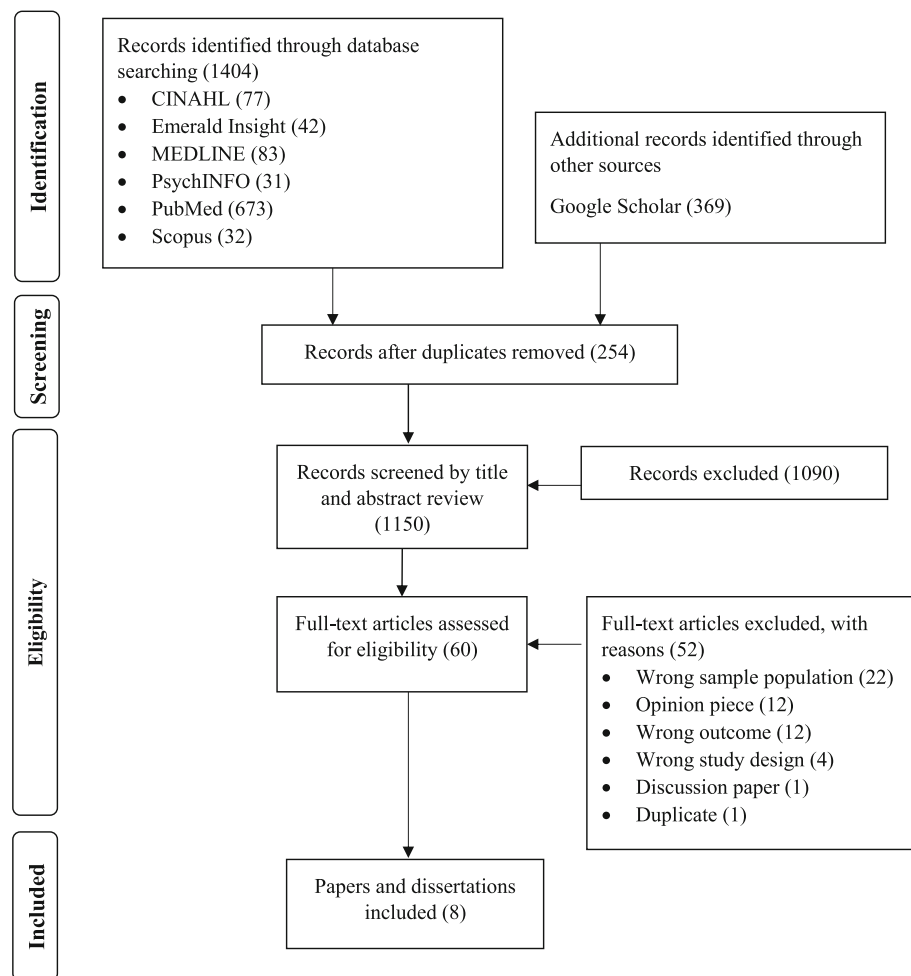 Identification
Records identified through database
searching (1404)
• CINAHL (77)
• Emerald Insight (42)
• MEDLINE (83)
• PsychINFO (31)
• PubMed (673)
• Scopus (32)
Additional records identified through
other sources
Google Scholar (369)
Screening
Records after duplicates removed (254)
Eligibility
Records screened by title
and abstract review
(1150)
Records excluded (1090)
Full-text articles assessed
for eligibility (60)
Full-text articles excluded, with
reasons (52)
• Wrong sample population (22)
• Opinion piece (12)
• Wrong outcome (12)
• Wrong study design (4)
• Discussion paper (1)
• Duplicate (1)
Included
Papers and dissertations
included (8)